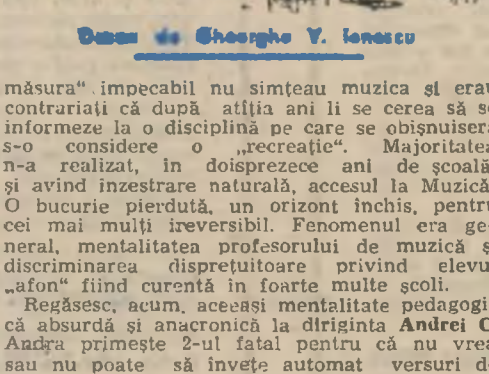 de Gheorghe V. Ionescu
măsura“ impecabil nu simțeau muzica și erau
contrariați că după atîția ani li se cerea să se
informeze la o disciplină pe care se obișnuiseră
s-o considere o „recreație“. Majoritatea
n-a realizat, în doisprezece ani de școală
și avînd înzestrare naturală, accesul la Muzică.
O bucurie pierdută, un orizont închis, pentru
cei mai mulți ireversibil. Fenomenul era ge-
neral, mentalitatea profesorului de muzică și
discriminarea disprețuitoare privind elevul
„afon“ fiind curentă în foarte multe școli.
Regăsesc, acum, aceeași mentalitate pedagogi-
că absurdă și anacronică la diriginta Andrei C
Andra primește 2-ul fatal pentru că nu vrea
sau nu poate să învețe automat versuri d